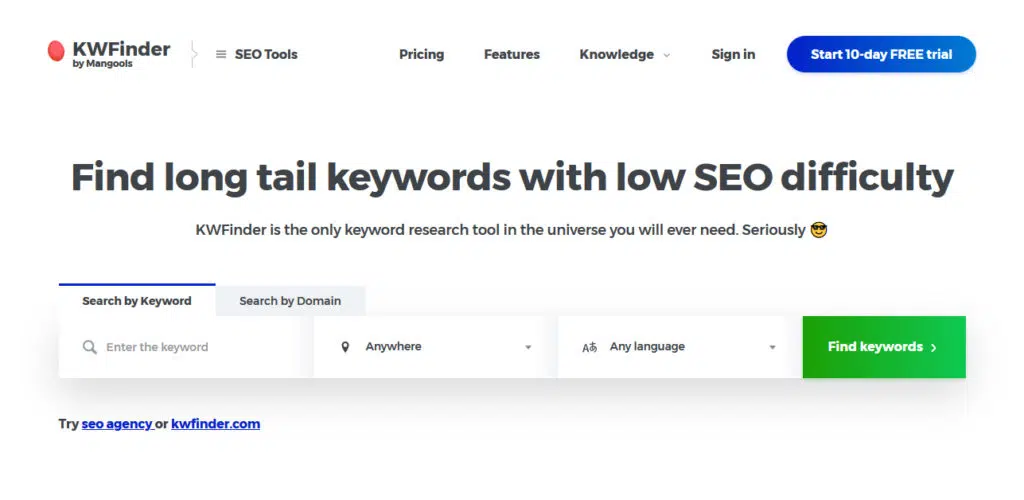 KWFinder
by Mangools
SEO Tools
Pricing
Features
Knowledge
Sign in
Start 10-day FREE trial
Find long tail keywords with low SEO difficulty
KWFinder is the only keyword research tool in the universe you will ever need. Seriously 😎
Search by Keyword
Search by Domain
Enter the keyword
Anywhere
Any language
Find keywords
Try seo agency or kwfinder.com